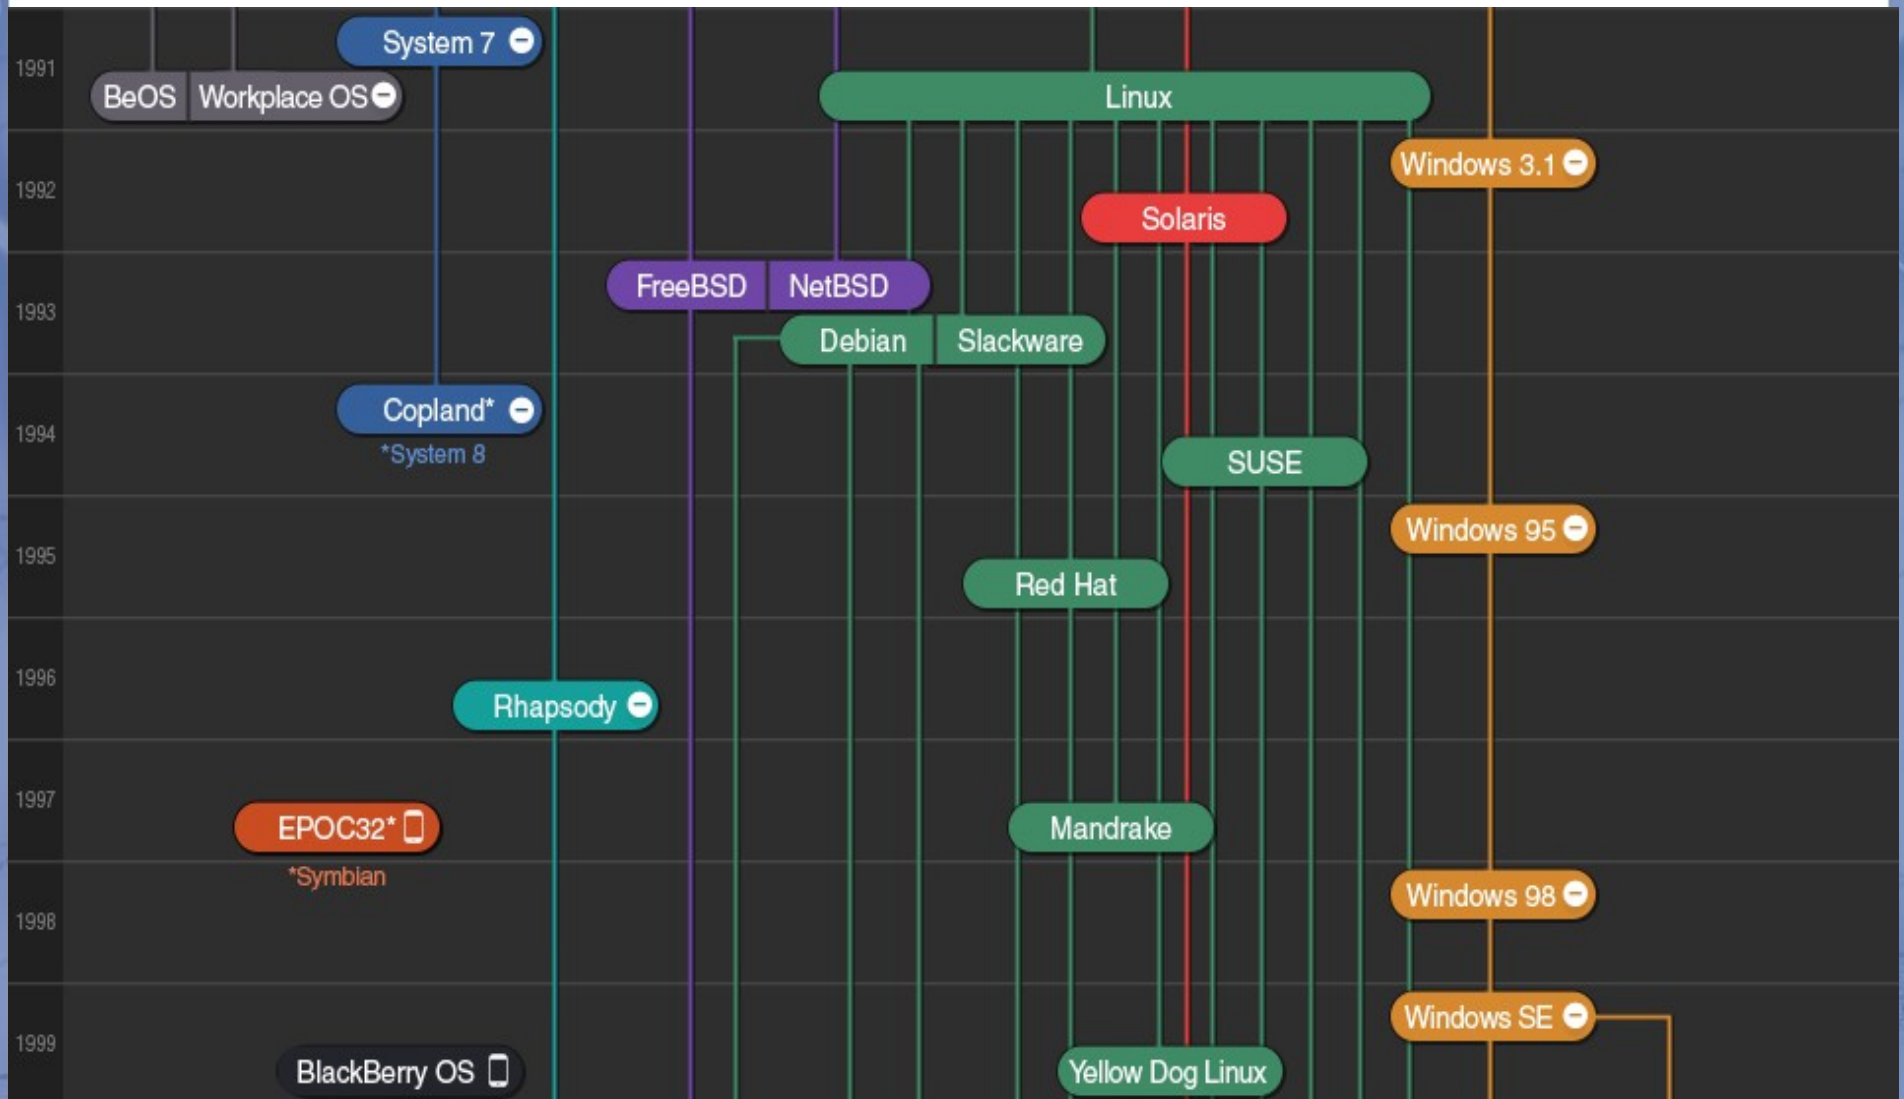 System 7
1991
BeOS
Workplace OS
Linux
Windows 3.1
1992
Solaris
FreeBSD
NetBSD
1993
Debian
Slackware
Copland*
1994
*System 8
SUSE
Windows 95
1995
Red Hat
1996
Rhapsody
1997
EPOC32*
Mandrake
*Symbian
Windows 98
1998
Windows SE
1999
BlackBerry OS
Yellow Dog Linux